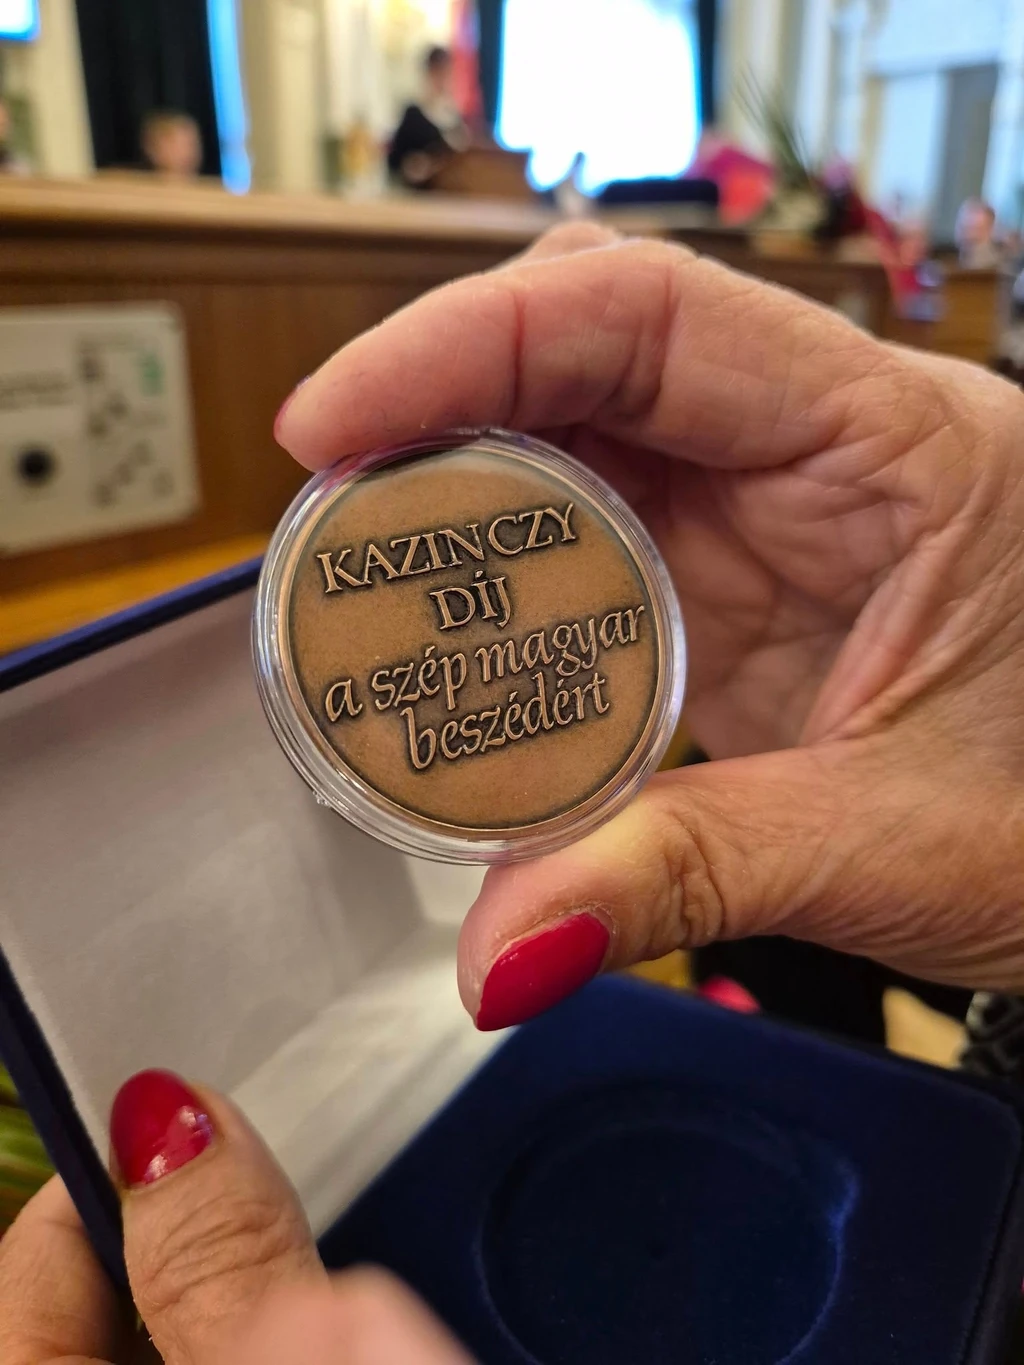 KAZINCZY
DÍJ
a szép magyar
beszédért